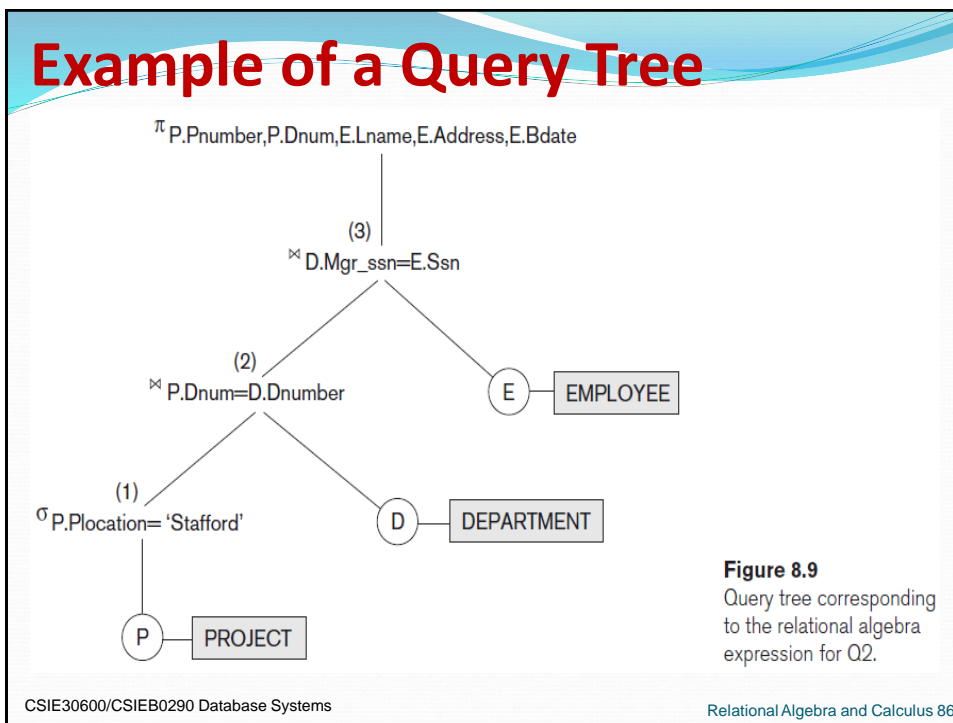 Example of a Query Tree
π P.Pnumber,P.Dnum,E.Lname,E.Address,E.Bdate
(3)
⋈ D.Mgr_ssn=E.Ssn
(2)
⋈ P.Dnum=D.Dnumber
E
EMPLOYEE
(1)
σ P.Plocation= ‘Stafford’
D
DEPARTMENT
P
PROJECT
Figure 8.9
Query tree corresponding
to the relational algebra
expression for Q2.
CSIE30600/CSIEB0290 Database Systems
Relational Algebra and Calculus 86